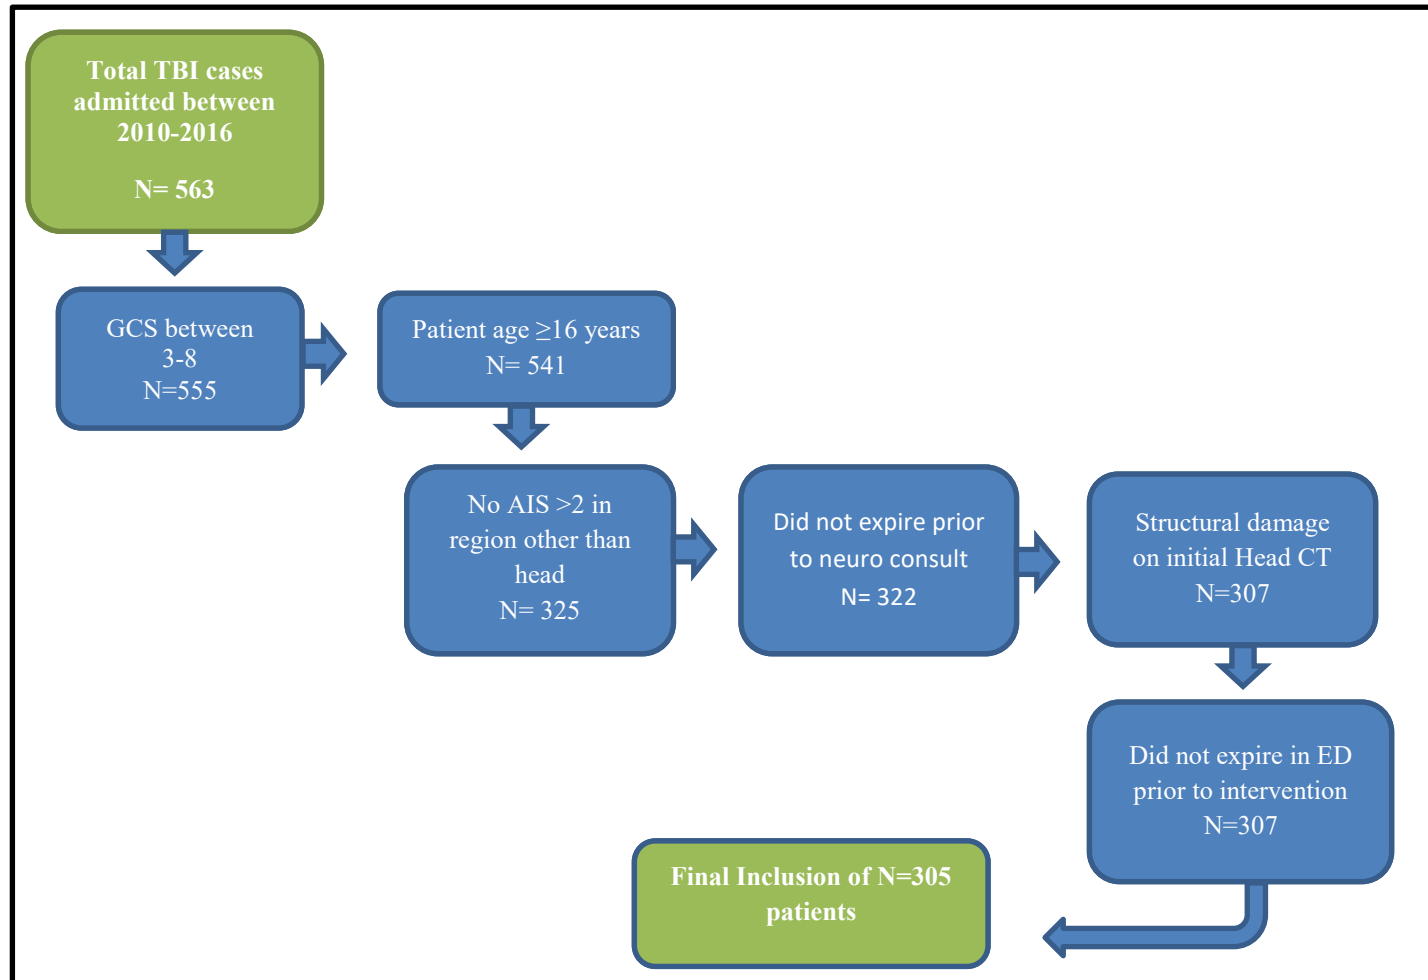 Total TBI cases
admitted between
2010-2016
N= 563
GCS between
3-8
N=555
Patient age ≥16 years
N= 541
No AIS >2 in
region other than
head
N= 325
Did not expire prior
to neuro consult
N= 322
Structural damage
on initial Head CT
N=307
Did not expire in ED
prior to intervention
N=307
Final Inclusion of N=305
patients